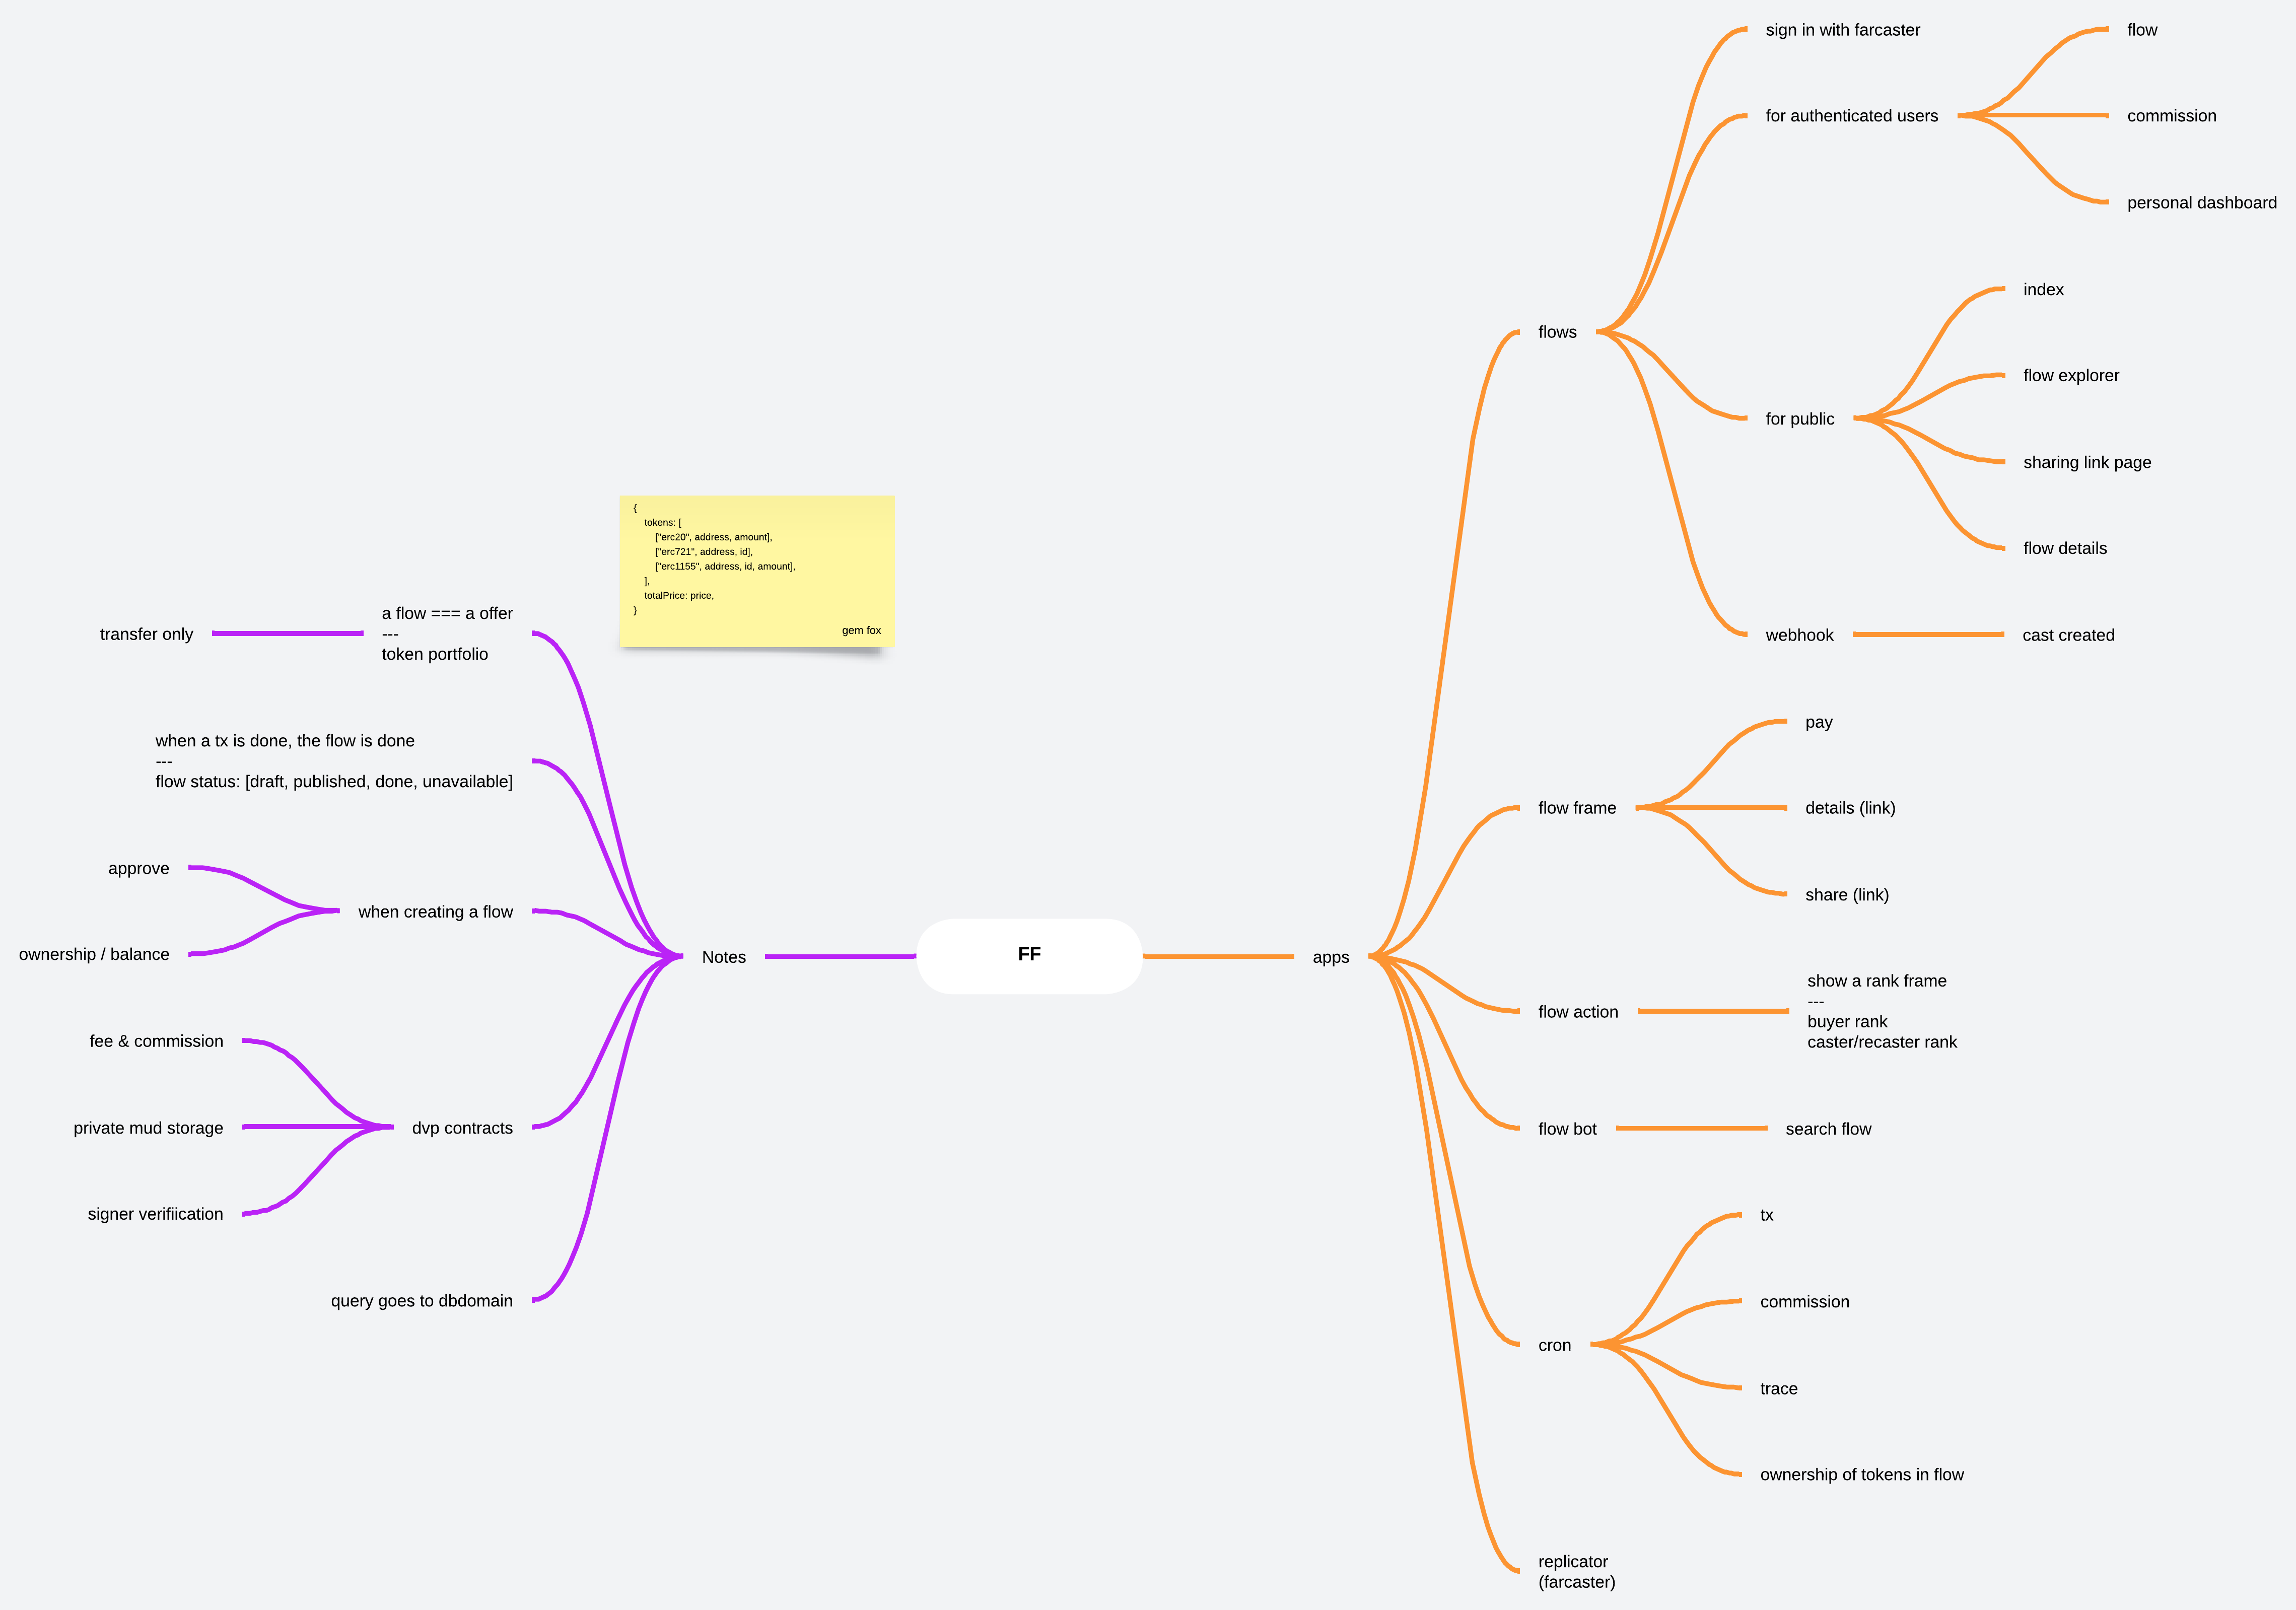 FF
Notes
a flow === a offer
---
token portfolio
transfer only
when a tx is done, the flow is done
---
flow status: [draft, published, done, unavailable]
when creating a flow
approve
ownership / balance
dvp contracts
fee & commission
private mud storage
signer verifiication
query goes to dbdomain
{
tokens: [
["erc20", address, amount],
["erc721", address, id],
["erc1155", address, id, amount],
],
totalPrice: price,
}
gem fox
apps
flows
sign in with farcaster
for authenticated users
flow
commission
personal dashboard
for public
index
flow explorer
sharing link page
flow details
webhook
cast created
flow frame
pay
details (link)
share (link)
flow action
show a rank frame
---
buyer rank
caster/recaster rank
flow bot
search flow
cron
tx
commission
trace
ownership of tokens in flow
replicator
(farcaster)